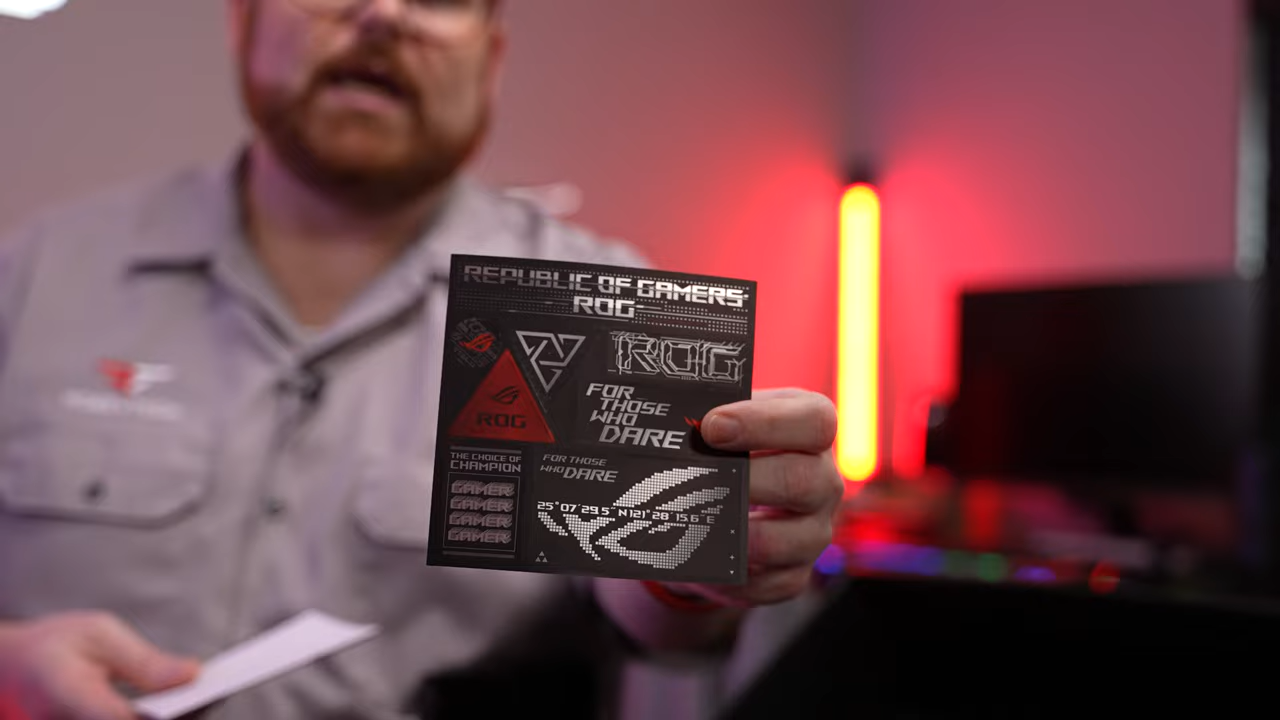 REPUBLIC OF GAMERS
ROG
ROG
ROG
FOR
THOSE
WHO
DARE
THE CHOICE OF
CHAMPION
GAMER
GAMER
GAMER
GAMER
FOR THOSE
WHO DARE
25° 07' 29.5" N 121° 28' 15.6" E